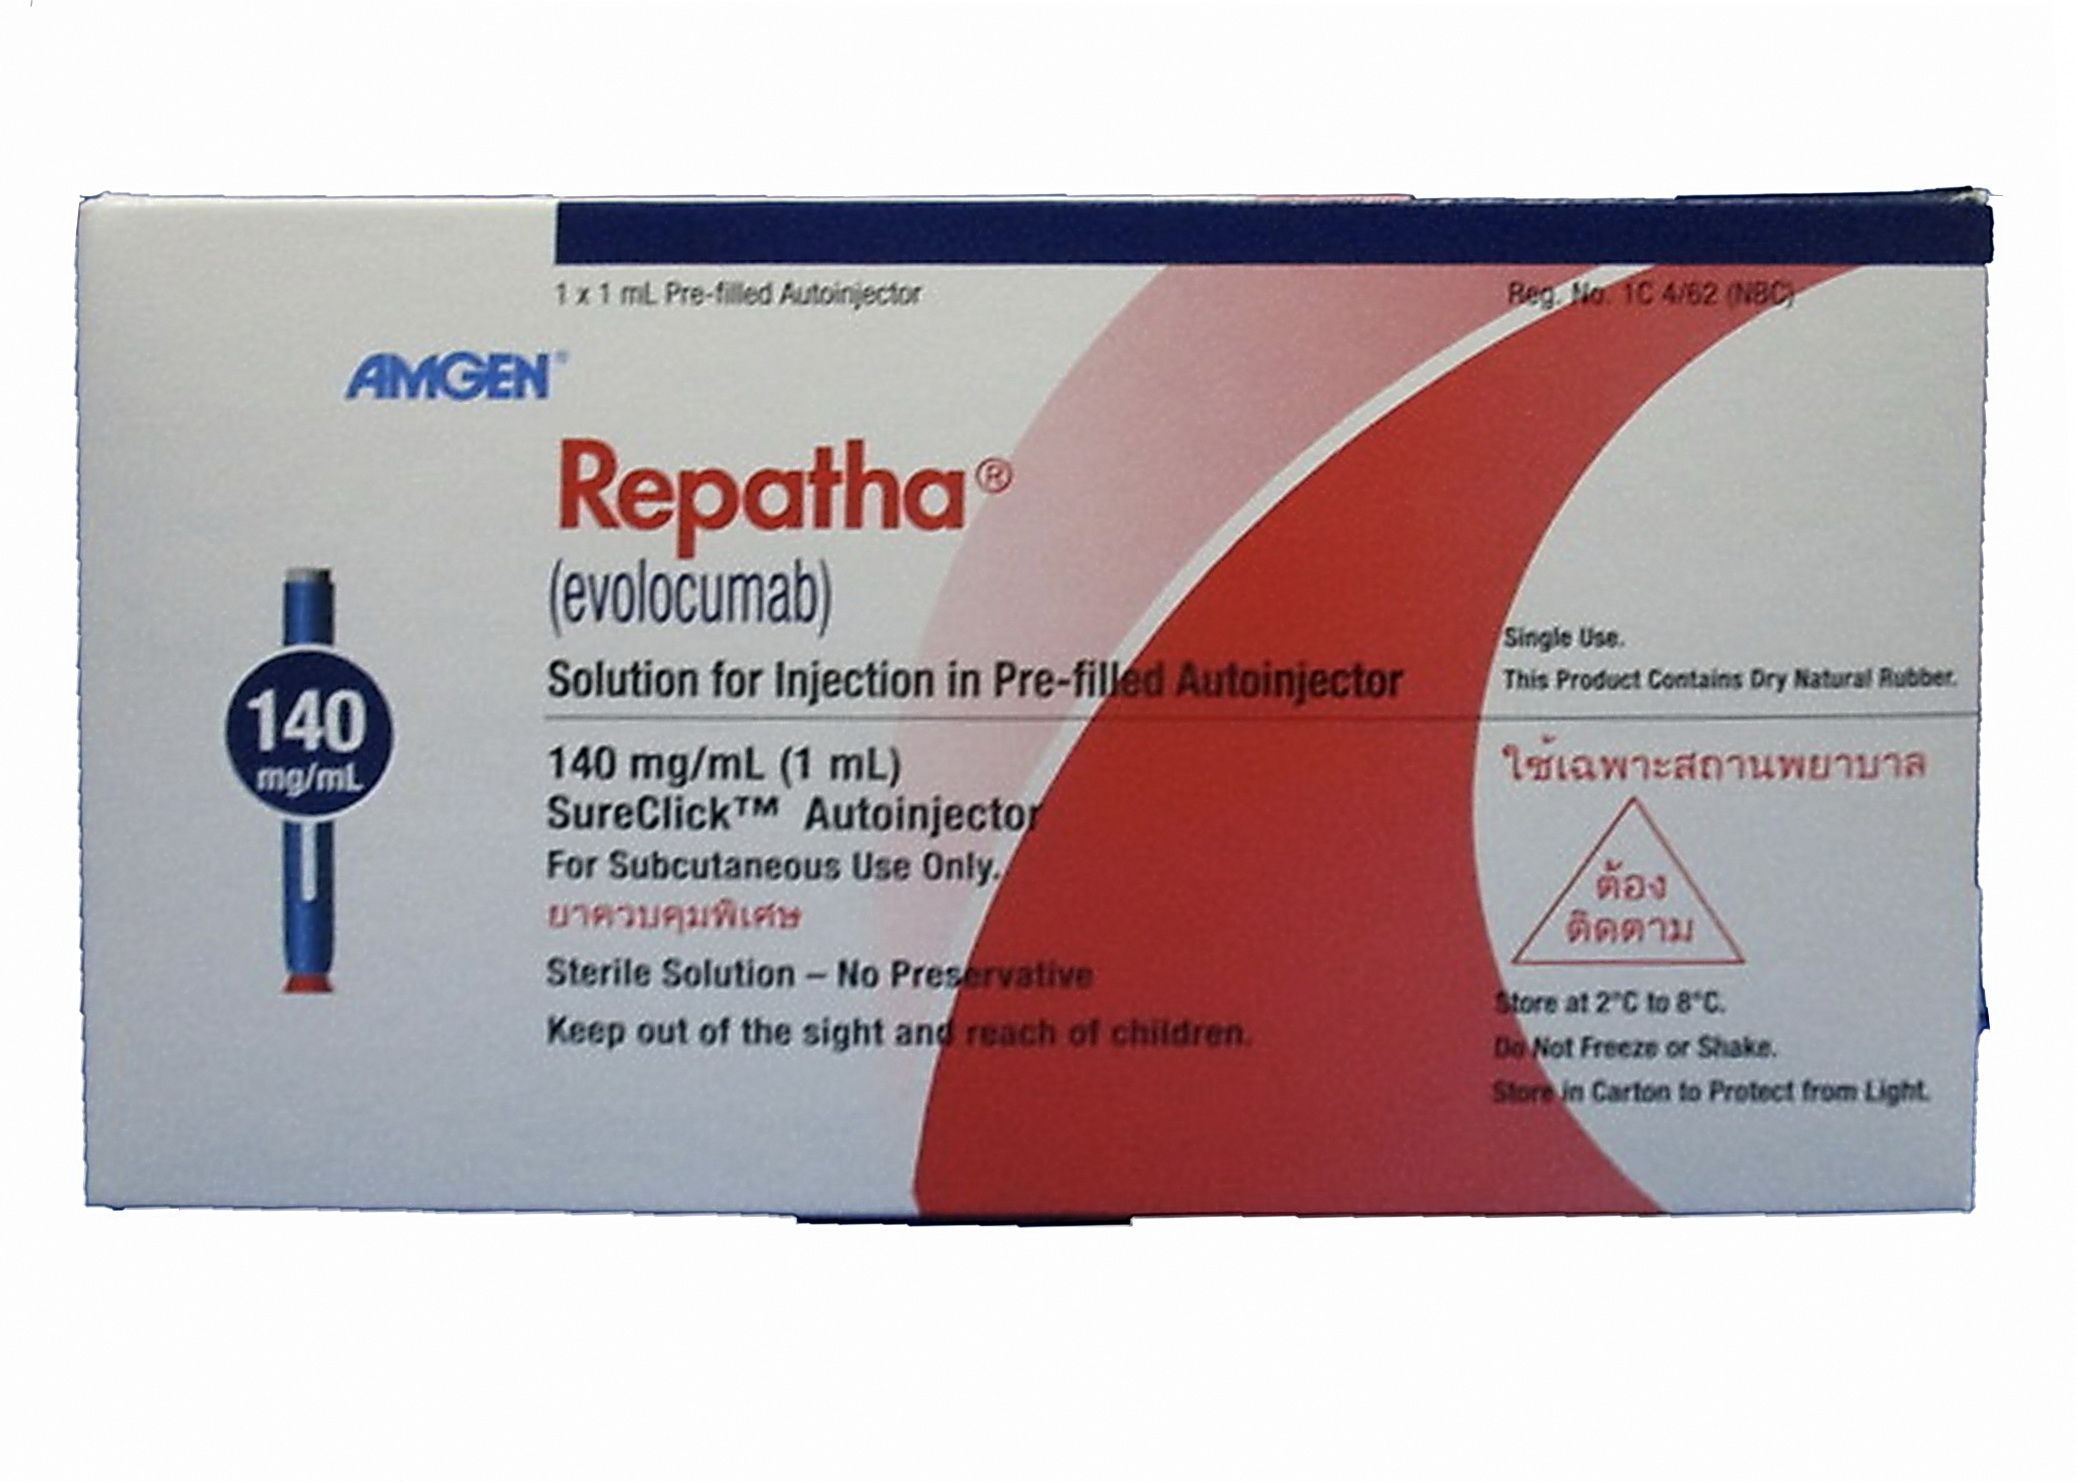 1 x 1 mL Pre-filled Autoinjector
Reg. No. 1C 4/62 (NBC)
AMGEN®
Repatha®
(evolocumab)
Solution for Injection in Pre-filled Autoinjector
140
mg/mL
140 mg/mL (1 mL)
SureClick™ Autoinjector
For Subcutaneous Use Only.
ยาควบคุมพิเศษ
Sterile Solution – No Preservative
Keep out of the sight and reach of children.
Single Use.
This Product Contains Dry Natural Rubber.
ใช้เฉพาะสถานพยาบาล
ต้อง
ติดตาม
Store at 2°C to 8°C.
Do Not Freeze or Shake.
Store in Carton to Protect from Light.